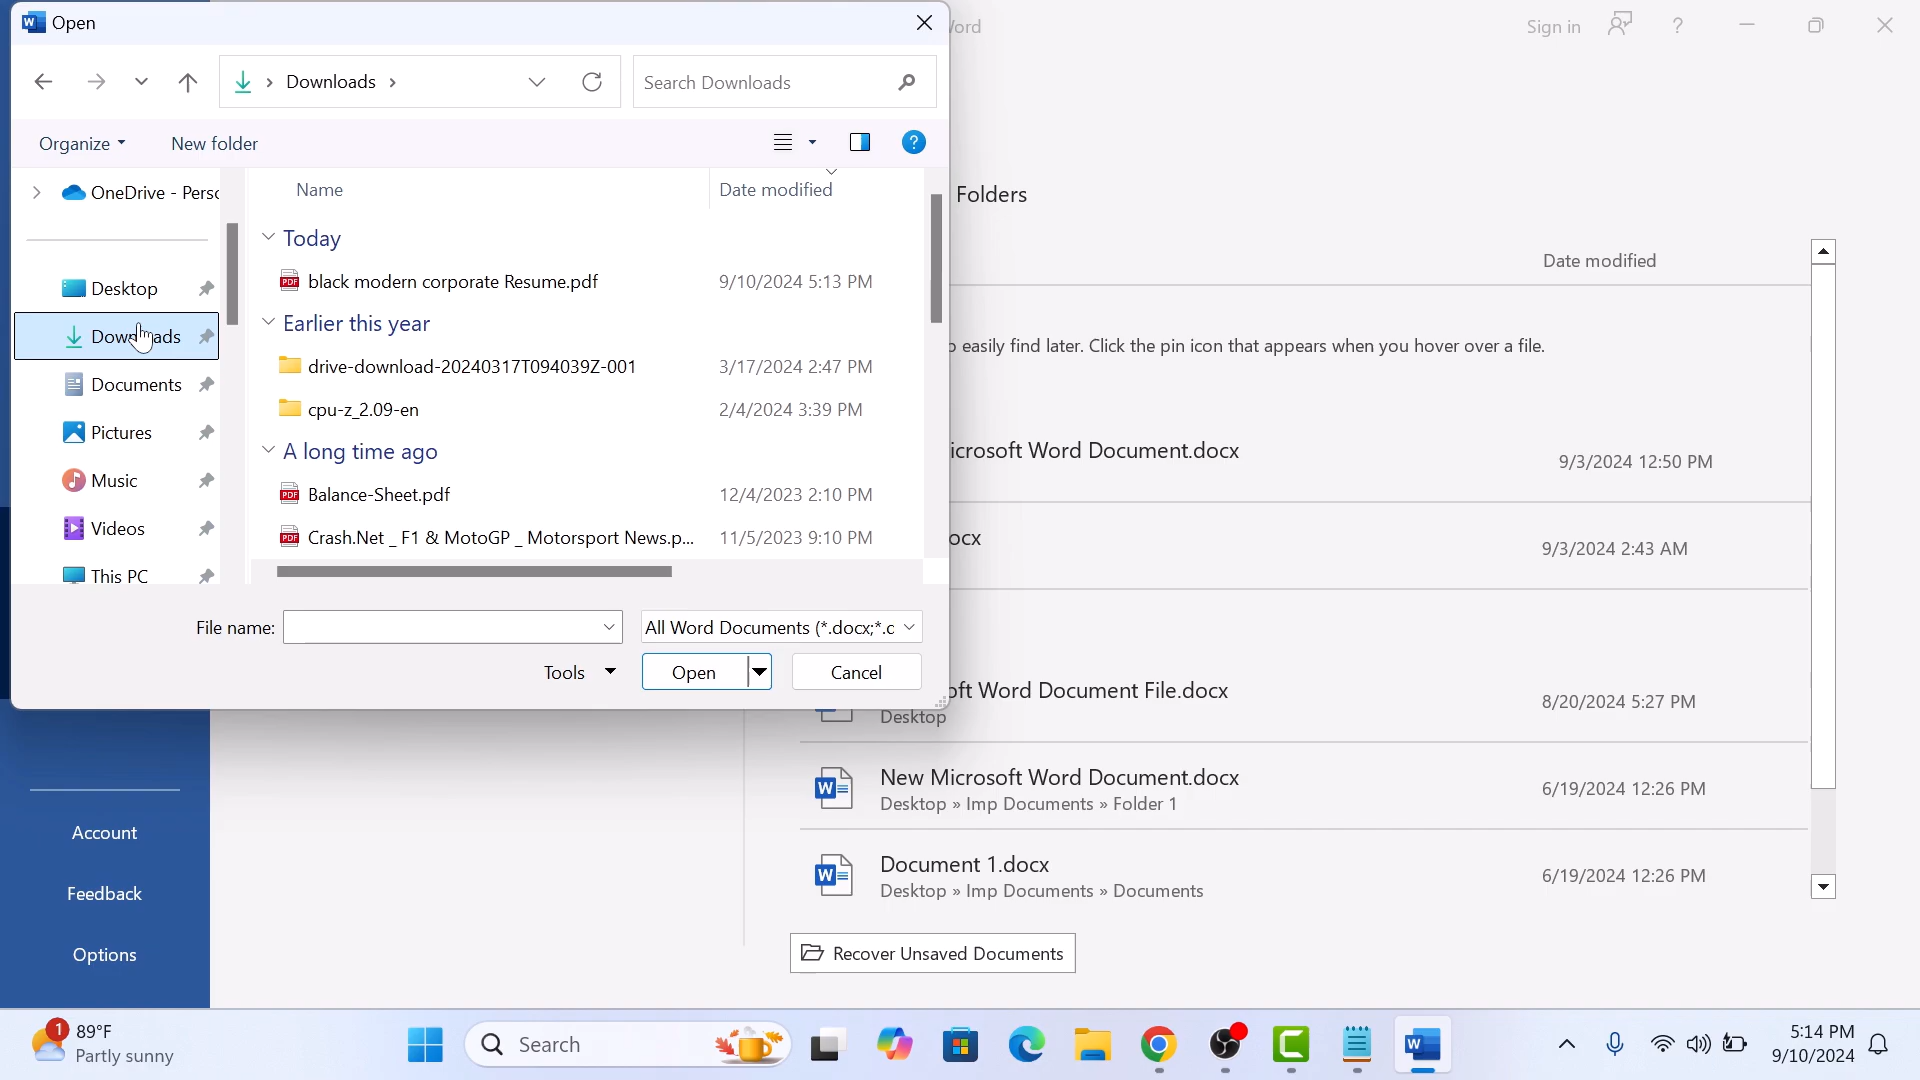 Open
ord
Sign in
?
Downloads
Search Downloads
Organize
New folder
?
OneDrive - Pers
Name
Date modified
Folders
Today
Date modified
Desktop
black modern corporate Resume.pdf
9/10/2024 5:13 PM
Downloads
Earlier this year
easily find later. Click the pin icon that appears when you hover over a file.
drive-download-20240317T094039Z-001
3/17/2024 2:47 PM
Documents
cpu-z_2.09-en
2/4/2024 3:39 PM
Pictures
A long time ago
icrosoft Word Document.docx
9/3/2024 12:50 PM
Music
Balance-Sheet.pdf
12/4/2023 2:10 PM
Videos
Crash.Net _ F1 & MotoGP _ Motorsport News.p...
11/5/2023 9:10 PM
ocx
9/3/2024 2:43 AM
This PC
File name:
All Word Documents (*.docx;*.c
Tools
Open
Cancel
oft Word Document File.docx
8/20/2024 5:27 PM
Desktop
New Microsoft Word Document.docx
6/19/2024 12:26 PM
Desktop » Imp Documents » Folder 1
Account
Document 1.docx
6/19/2024 12:26 PM
Desktop » Imp Documents » Documents
Feedback
Options
Recover Unsaved Documents
1
89°F
Partly sunny
Search
5:14 PM
9/10/2024